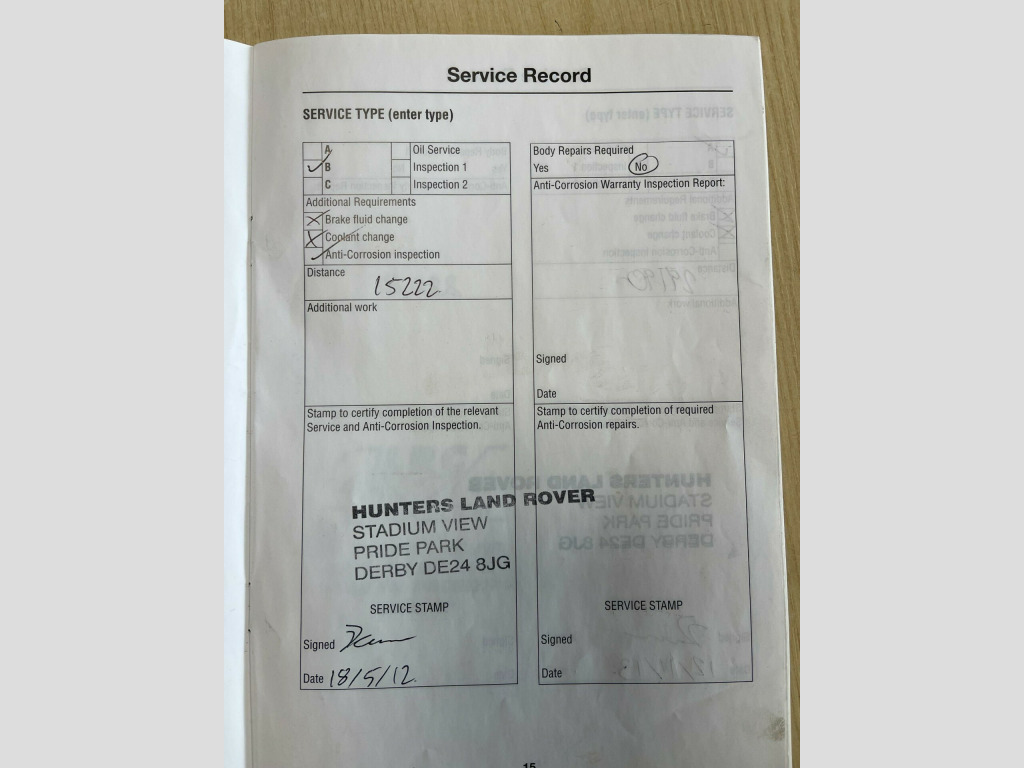 Service Record
SERVICE TYPE (enter type)
A Oil Service
B Inspection 1
C Inspection 2
Additional Requirements
Brake fluid change
Coolant change
Anti-Corrosion inspection
Distance
15222
Additional work
Stamp to certify completion of the relevant
Service and Anti-Corrosion Inspection.
HUNTERS LAND ROVER
STADIUM VIEW
PRIDE PARK
DERBY DE24 8JG
SERVICE STAMP
Signed
Date 18/5/12
Body Repairs Required
Yes No
Anti-Corrosion Warranty Inspection Report:
Signed
Date
Stamp to certify completion of required
Anti-Corrosion repairs.
SERVICE STAMP
Signed
Date
15